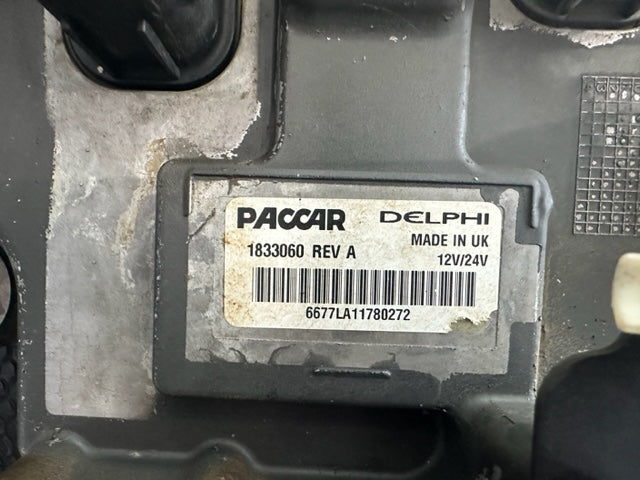 PACCAR DELPHI
1833060 REV A MADE IN UK
12V/24V
6677LA11780272